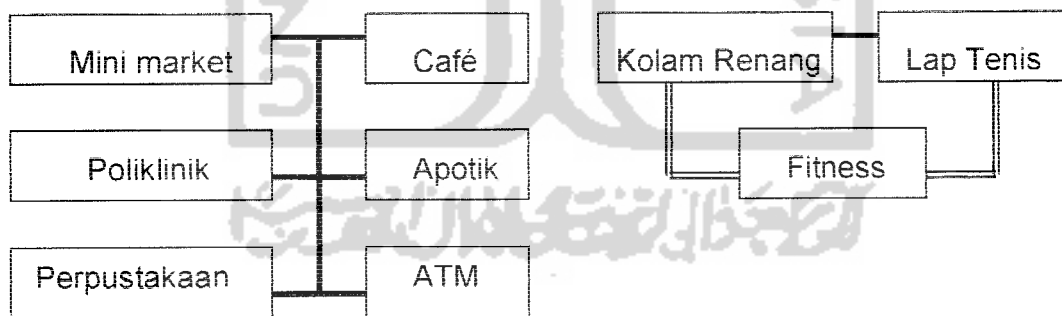 Mini market Café Kolam Renang Lap Tenis
Poliklinik Apotik Fitness
Perpustakaan ATM